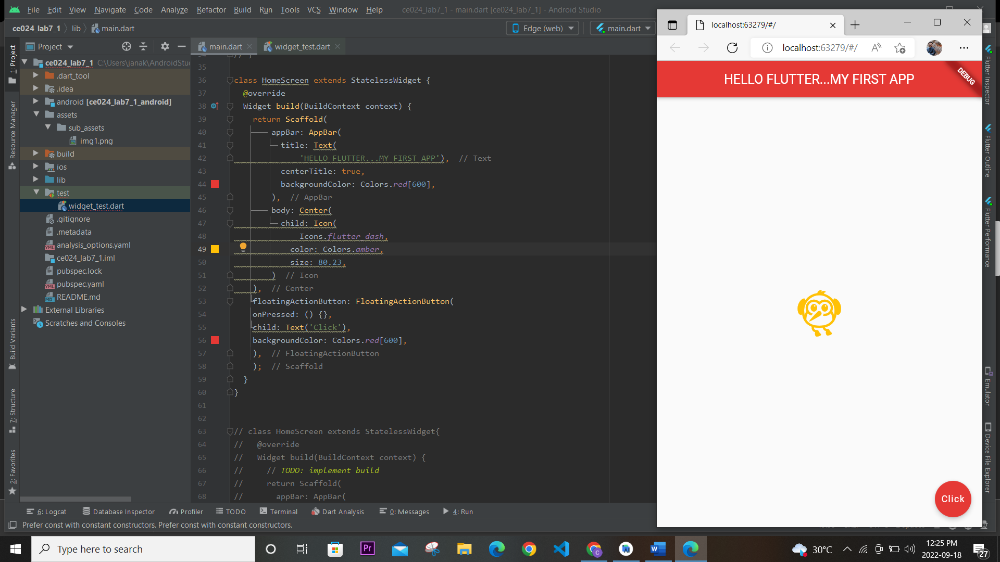 File Edit View Navigate Code Analyze Refactor Build Run Tools VCS Window Help ce024_lab7_1 - main.dart [ce024_lab7_1] - Android Studio
ce024_lab7_1 lib main.dart
Edge (web) main.dart
Project
main.dart
widget_test.dart
1: Project
Resource Manager
Build Variants
7: Structure
2: Favorites
ce024_lab7_1 C:\Users\janak\AndroidStu
.dart_tool
.idea
android [ce024_lab7_1_android]
assets
sub_assets
img1.png
build
ios
lib
test
widget_test.dart
.gitignore
.metadata
analysis_options.yaml
ce024_lab7_1.iml
pubspec.lock
pubspec.yaml
README.md
External Libraries
Scratches and Consoles
35
36 class HomeScreen extends StatelessWidget {
37 @override
38 Widget build(BuildContext context) {
39 return Scaffold(
40 appBar: AppBar(
41 title: Text(
42 'HELLO FLUTTER...MY FIRST APP'), // Text
43 centerTitle: true,
44 backgroundColor: Colors.red[600],
45 ), // AppBar
46 body: Center(
47 child: Icon(
48 Icons.flutter_dash,
49 color: Colors.amber,
50 size: 80.23,
51 ) // Icon
52 ), // Center
53 floatingActionButton: FloatingActionButton(
54 onPressed: () {},
55 child: Text('Click'),
56 backgroundColor: Colors.red[600],
57 ), // FloatingActionButton
58 ); // Scaffold
59 }
60 }
61
62
63 // class HomeScreen extends StatelessWidget{
64 // @override
65 // Widget build(BuildContext context) {
66 // // TODO: implement build
67 // return Scaffold(
68 // appBar: AppBar(
localhost:63279/#/
localhost:63279/#/
HELLO FLUTTER...MY FIRST APP
DEBUG
Click
Flutter Inspector
Flutter Outline
Flutter Performance
Emulator
Device File Explorer
6: Logcat Database Inspector Profiler TODO Terminal Dart Analysis 0: Messages 4: Run
Prefer const with constant constructors. Prefer const with constant constructors.
Type here to search
30°C
12:25 PM
2022-09-18
27